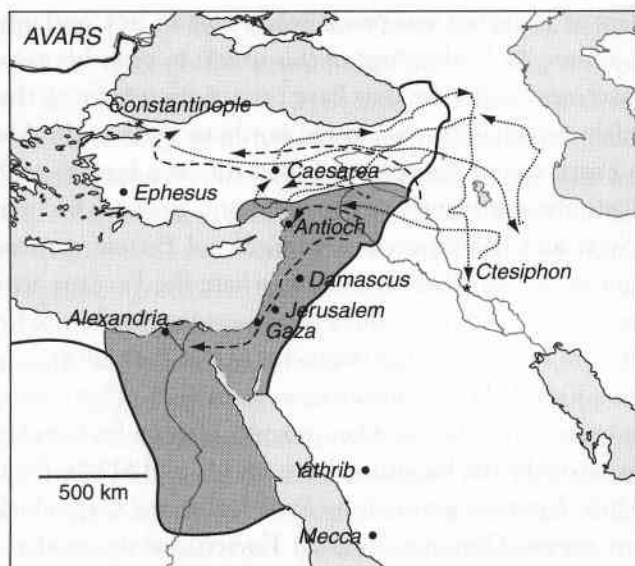 AVARS
Constantinople
Caesarea
Ephesus
Antioch
Ctesiphon
Damascus
Jerusalem
Alexandria
Gaza
500 km
Yathrib
Mecca